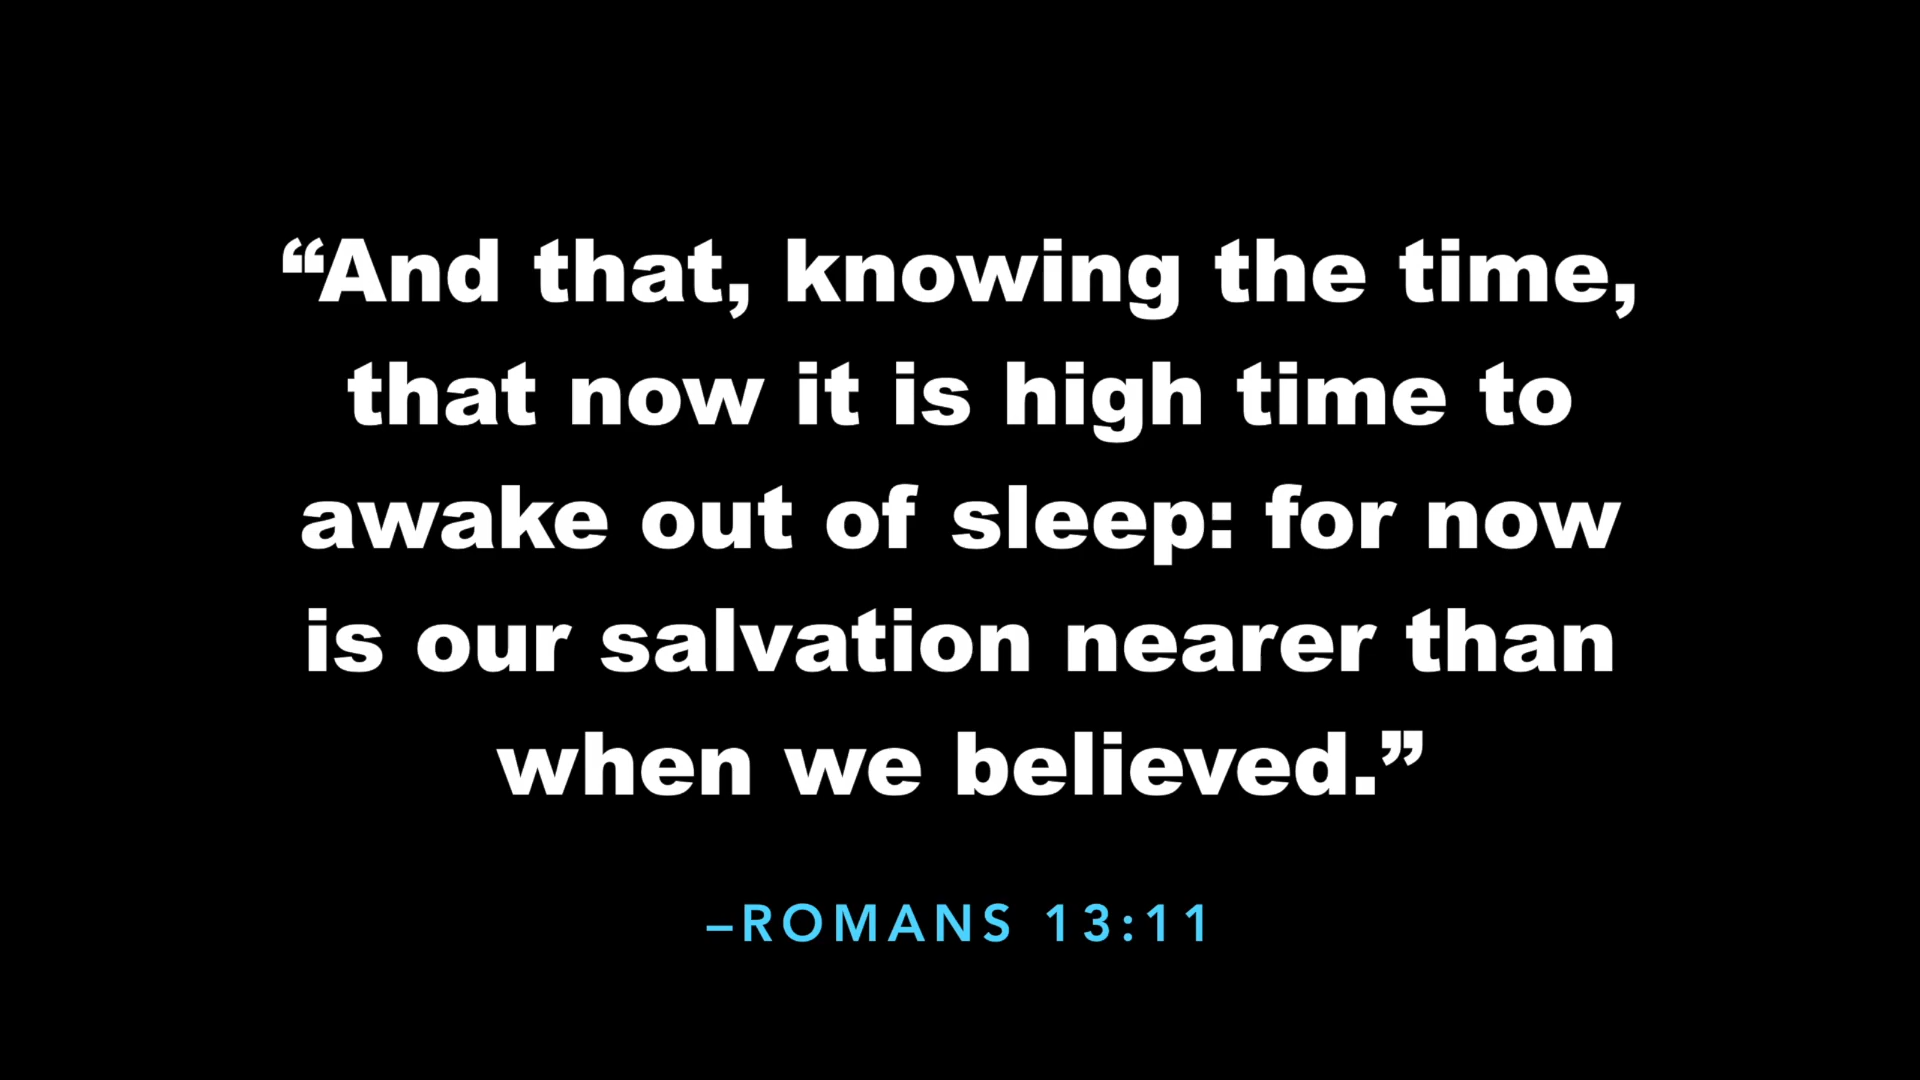 “And that, knowing the time,
that now it is high time to
awake out of sleep: for now
is our salvation nearer than
when we believed.”
–ROMANS 13:11